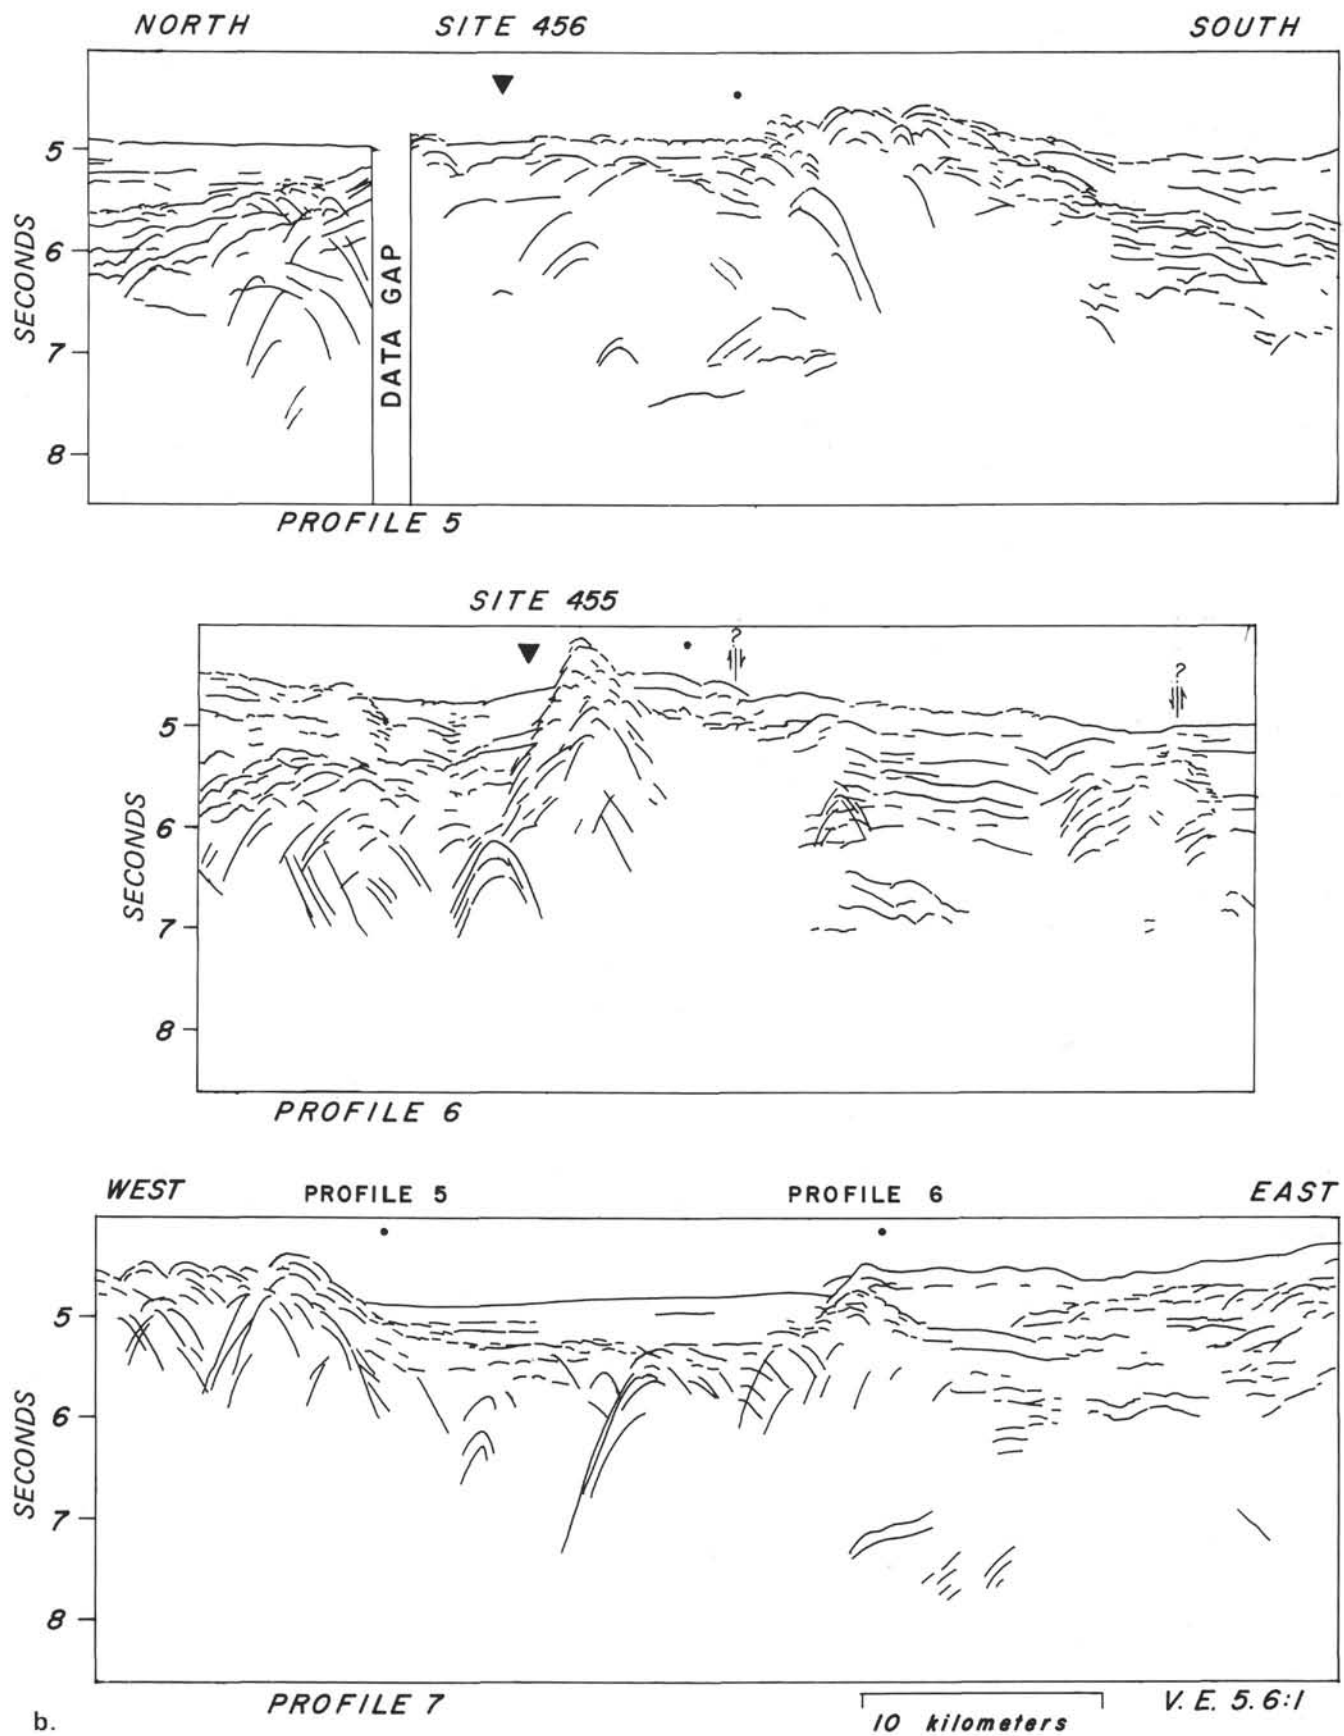 NORTH SITE 456 SOUTH
5
6
7
8
SECONDS
DATA GAP
PROFILE 5
SITE 455
?
?
5
6
7
8
SECONDS
PROFILE 6
WEST PROFILE 5 PROFILE 6 EAST
5
6
7
8
SECONDS
PROFILE 7
10 kilometers
V. E. 5.6:1
b.